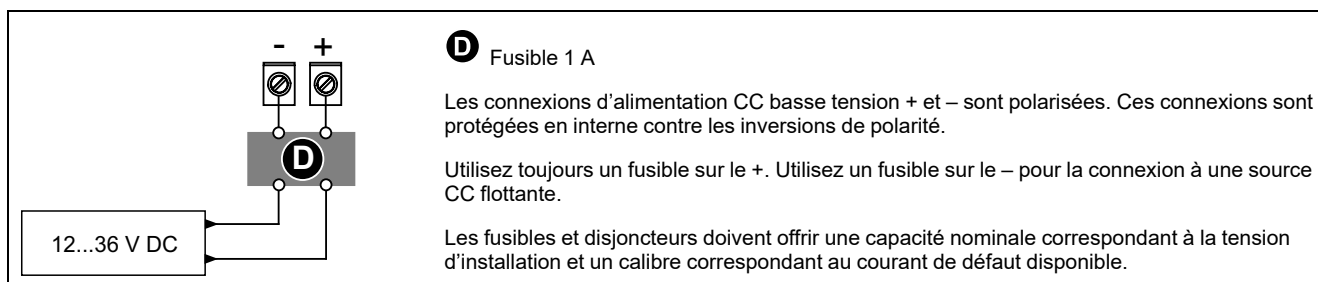 - +
D
12...36 V DC
D Fusible 1 A
Les connexions d'alimentation CC basse tension + et – sont polarisées. Ces connexions sont
protégées en interne contre les inversions de polarité.
Utilisez toujours un fusible sur le +. Utilisez un fusible sur le – pour la connexion à une source
CC flottante.
Les fusibles et disjoncteurs doivent offrir une capacité nominale correspondant à la tension
d'installation et un calibre correspondant au courant de défaut disponible.